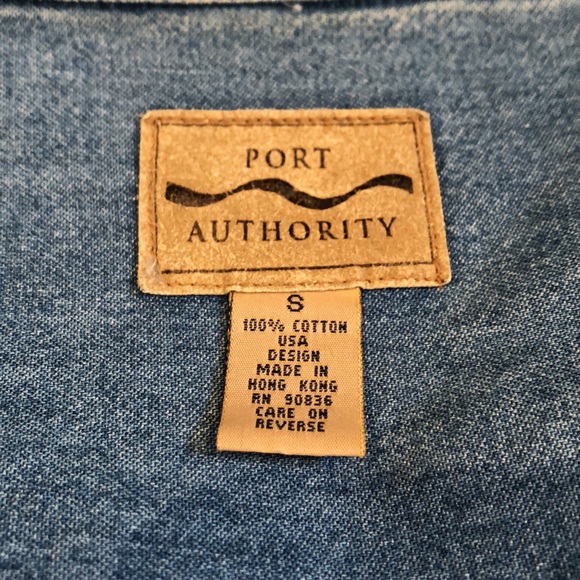 PORT
AUTHORITY
S
100% COTTON
USA
DESIGN
MADE IN
HONG KONG
RN 90836
CARE ON
REVERSE